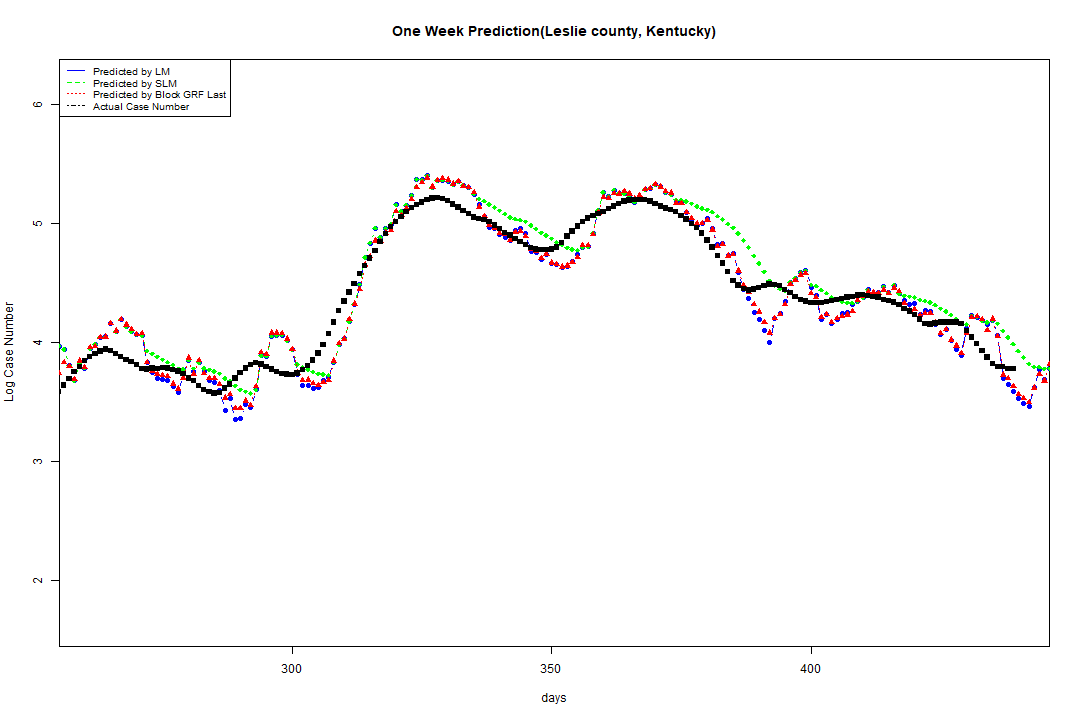 One Week Prediction(Leslie county, Kentucky)
Predicted by LM
Predicted by SLM
Predicted by Block GRF Last
Actual Case Number
6
5
4
3
2
Log Case Number
300 350 400
days